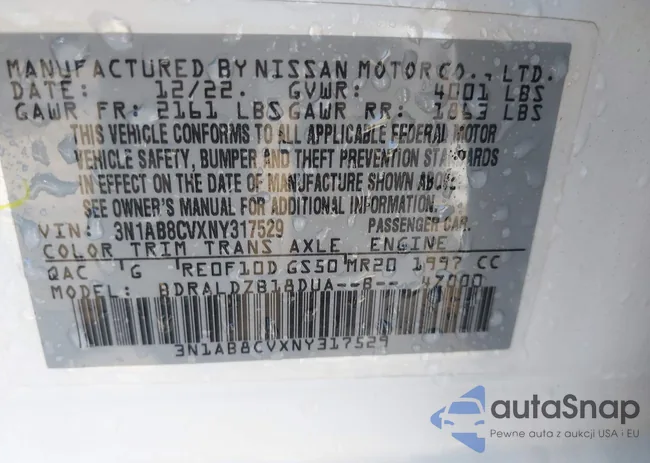 MANUFACTURED BY NISSAN MOTOR CO., LTD.
DATE: 12/22. GVWR: 4001 LBS
GAWR FR: 2161 LBS GAWR RR: 1863 LBS
THIS VEHICLE CONFORMS TO ALL APPLICABLE FEDERAL MOTOR
VEHICLE SAFETY, BUMPER AND THEFT PREVENTION STANDARDS
IN EFFECT ON THE DATE OF MANUFACTURE SHOWN ABOVE.
SEE OWNER'S MANUAL FOR ADDITIONAL INFORMATION.
VIN: 3N1AB8CVXNY317529 PASSENGER CAR.
COLOR TRIM TRANS AXLE ENGINE
QAC G RE0F10D GS50 MR20 1997 CC
MODEL: BDRALDZB18DUA--B-- 4Z000
3N1AB8CVXNY317529
autaSnap
Pewne auta z aukcji USA i EU